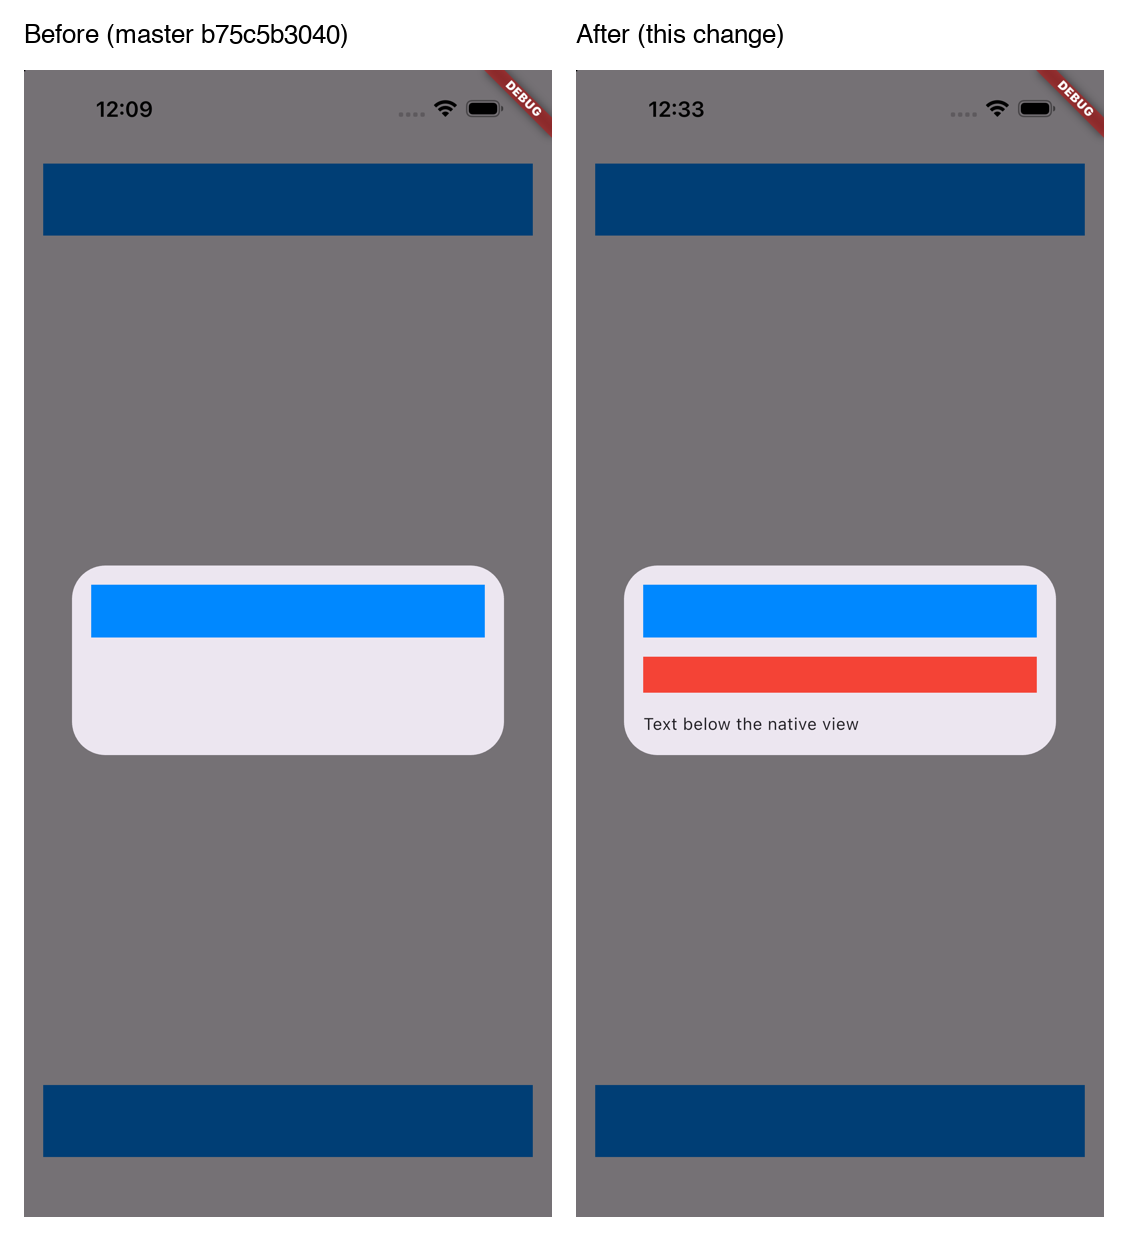 Before (master b75c5b3040)
After (this change)
12:09
DEBUG
12:33
DEBUG
Text below the native view